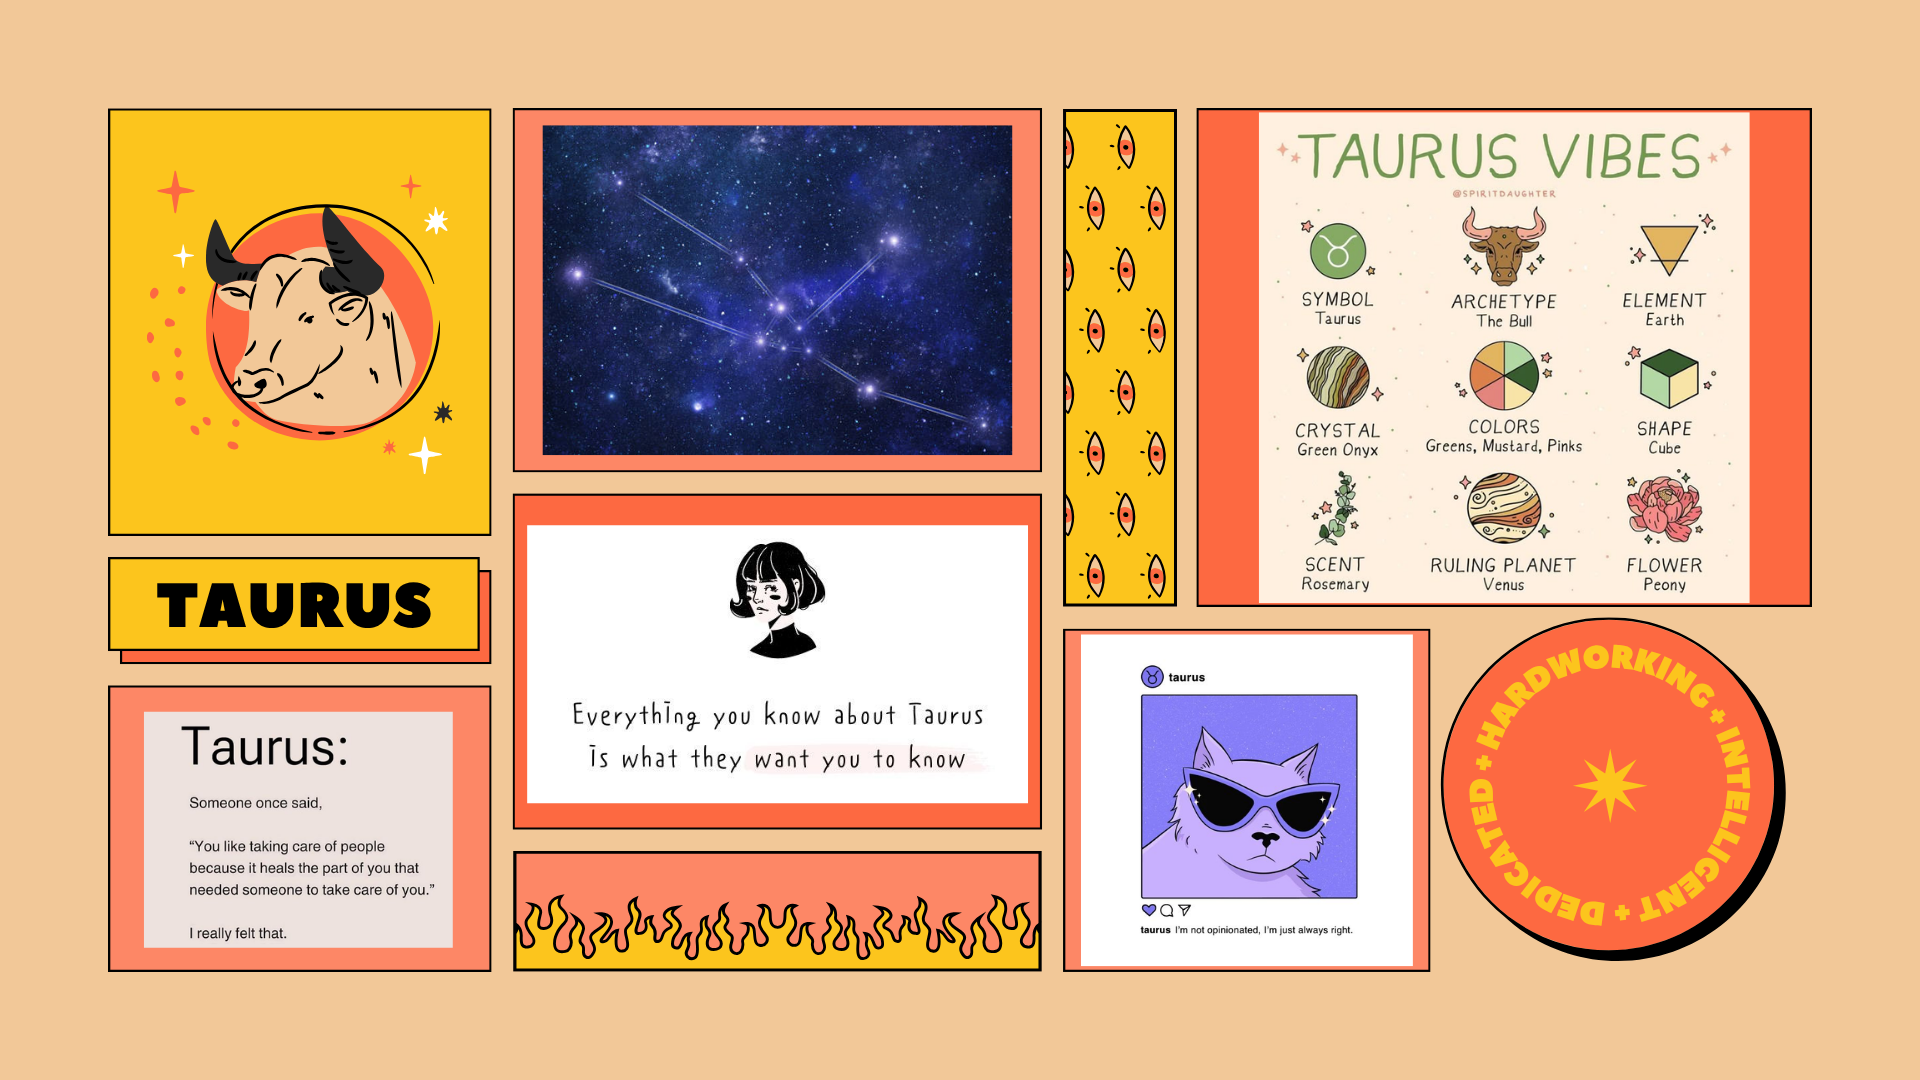 TAURUS
Taurus:
Someone once said,
“You like taking care of people
because it heals the part of you that
needed someone to take care of you.”
I really felt that.
Everything you know about Taurus
is what they want you to know
TAURUS VIBES
@SPIRITDAUGHTER
SYMBOL
Taurus
ARCHETYPE
The Bull
ELEMENT
Earth
CRYSTAL
Green Onyx
COLORS
Greens, Mustard, Pinks
SHAPE
Cube
SCENT
Rosemary
RULING PLANET
Venus
FLOWER
Peony
taurus
taurus I'm not opinionated, I'm just always right.
HARDWORKING + INTELLIGENT + DEDICATED +